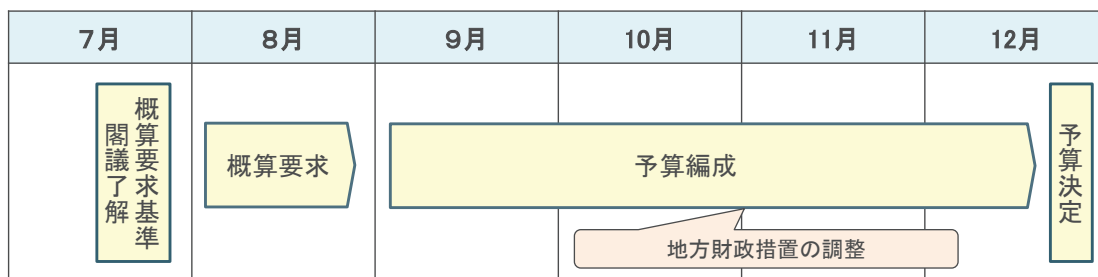 7月
8月
9月
10月
11月
12月
概算要求基準
閣議了解
概算要求
予算編成
予算決定
地方財政措置の調整